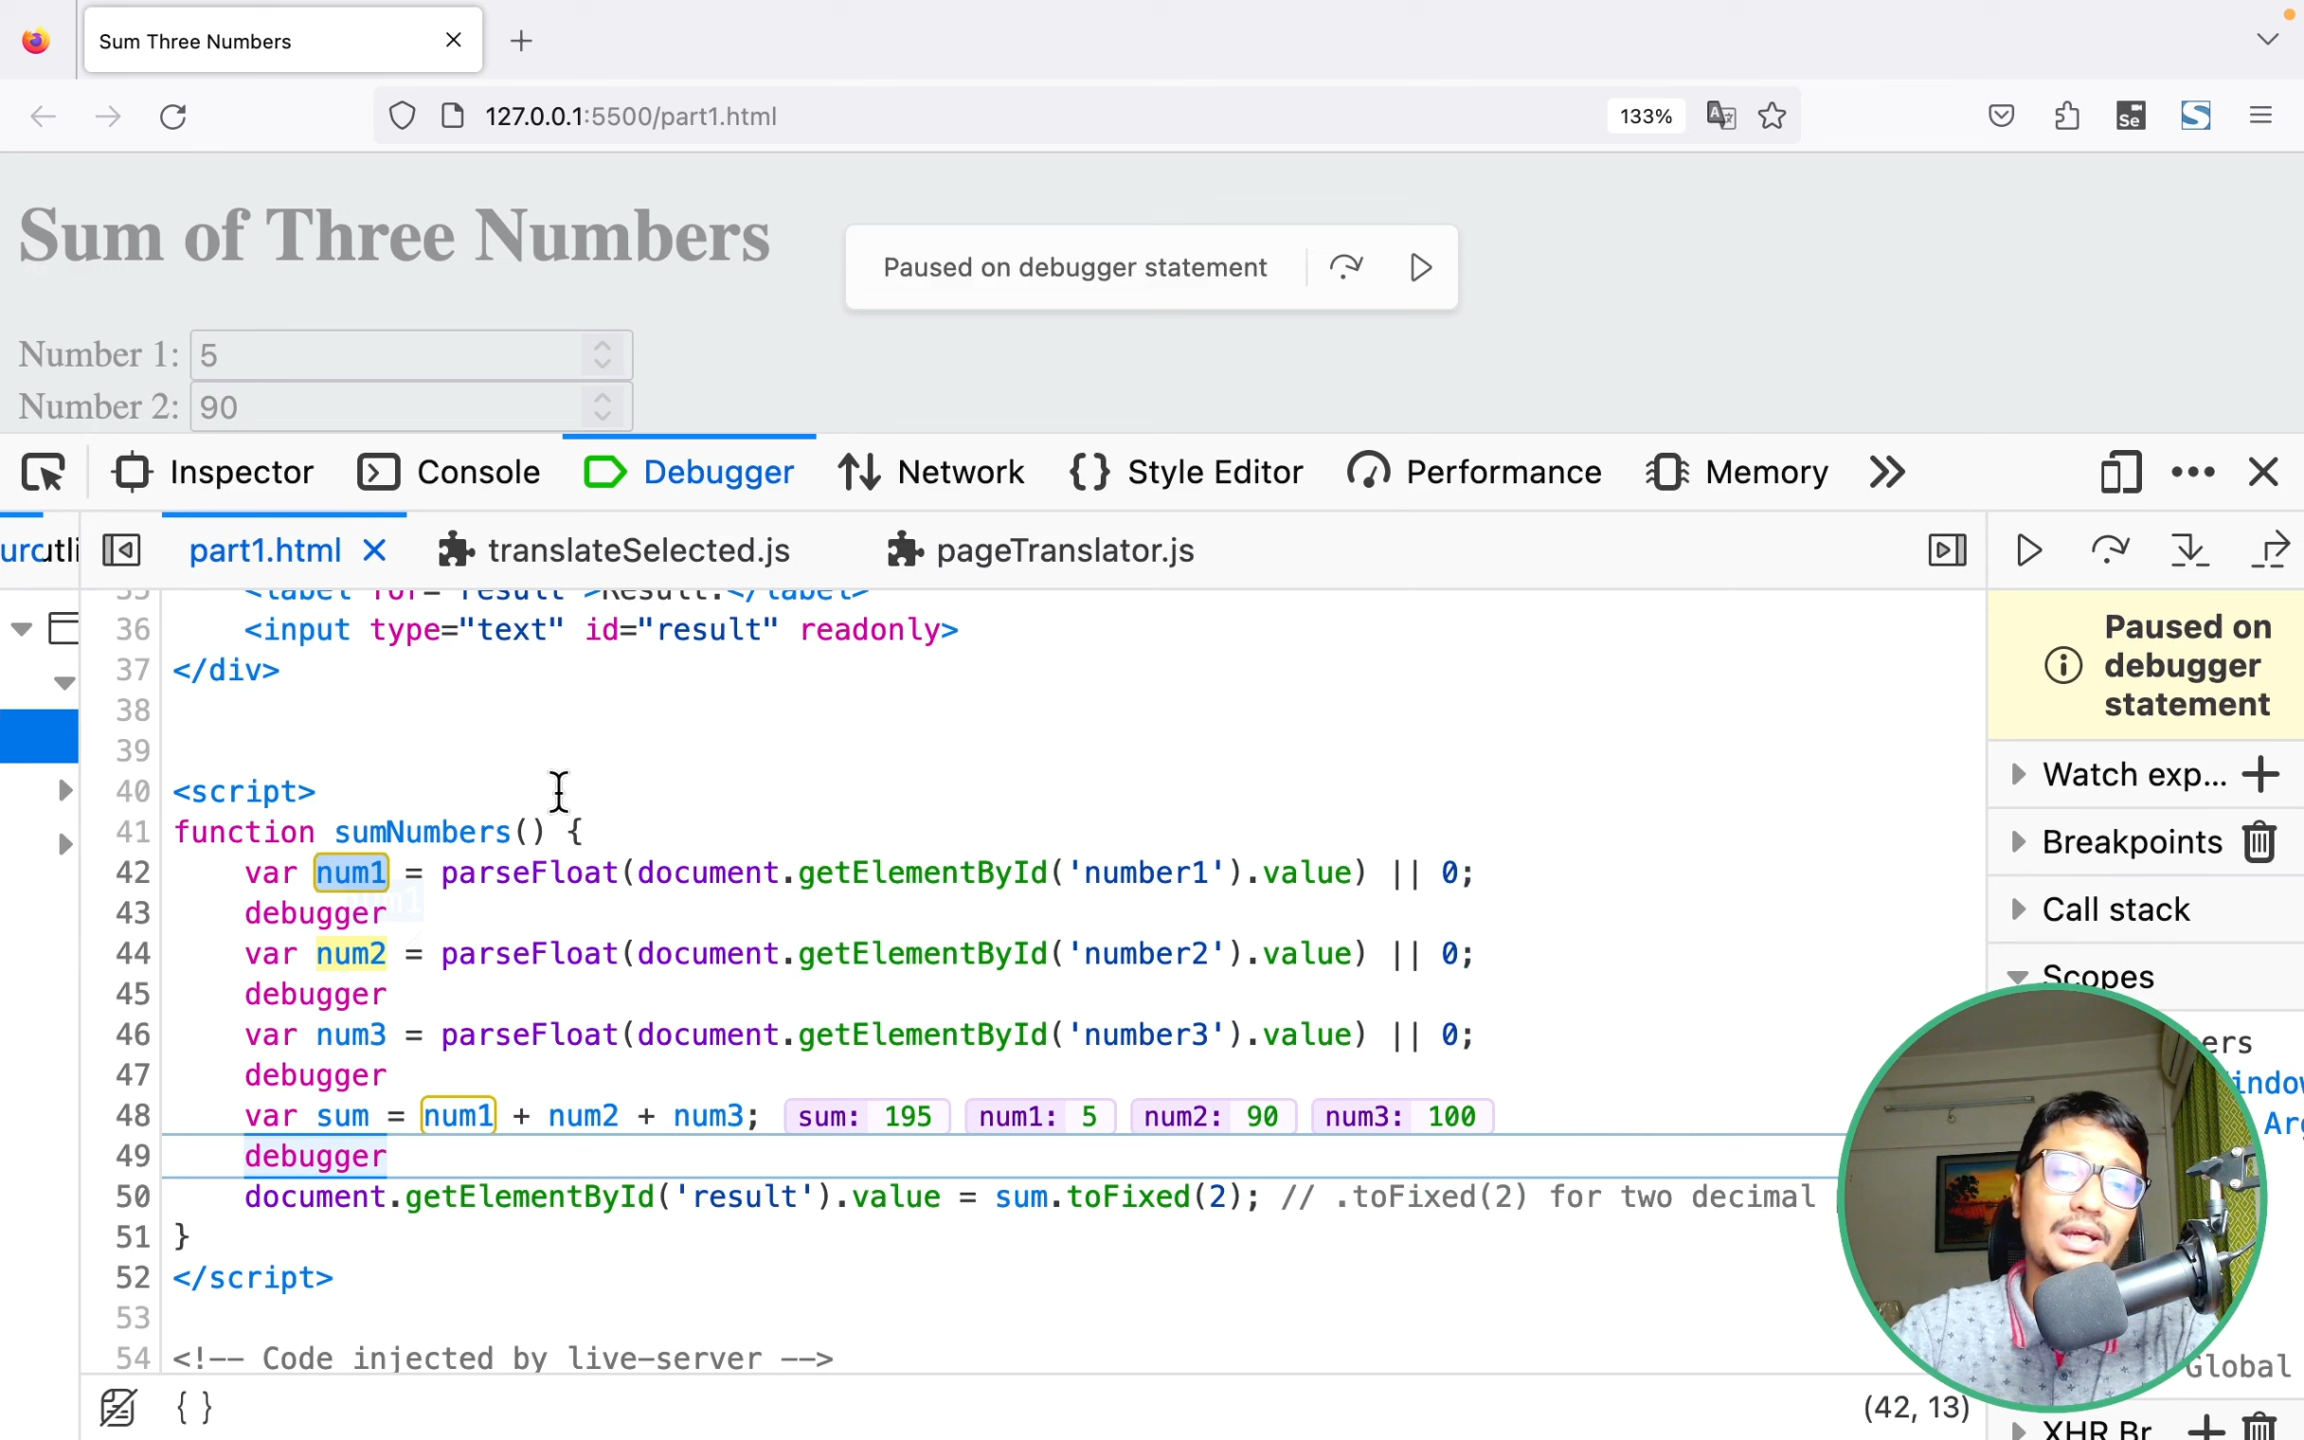 Sum Three Numbers
127.0.0.1:5500/part1.html
133%
Se
Sum of Three Numbers
Paused on debugger statement
Number 1: 5
Number 2: 90
Inspector Console Debugger Network Style Editor Performance Memory
part1.html translateSelected.js pageTranslator.js
36 <input type="text" id="result" readonly>
37 </div>
38
39
40 <script>
41 function sumNumbers() {
42 var num1 = parseFloat(document.getElementById('number1').value) || 0;
43 debugger
44 var num2 = parseFloat(document.getElementById('number2').value) || 0;
45 debugger
46 var num3 = parseFloat(document.getElementById('number3').value) || 0;
47 debugger
48 var sum = num1 + num2 + num3; sum: 195 num1: 5 num2: 90 num3: 100
49 debugger
50 document.getElementById('result').value = sum.toFixed(2); // .toFixed(2) for two decimal
51 }
52 </script>
53
54 <!-- Code injected by live-server -->
(42, 13)
Paused on
debugger
statement
Watch exp...
Breakpoints
Call stack
Scopes
Global
XHR Br